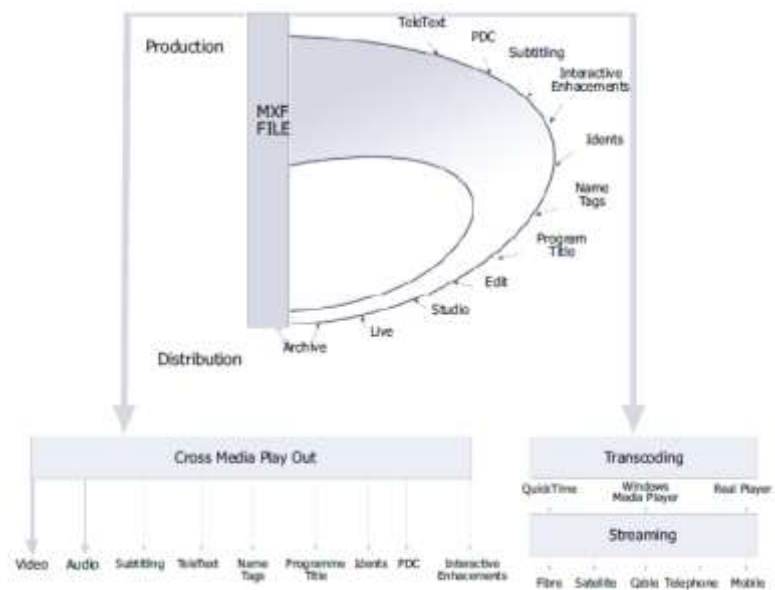 TeleText
Production
PDC
Subtitling
Interactive
Enhacements
MXF
FILE
Idents
Name
Tags
Program
Title
Edit
Studio
Live
Archive
Distribution
Cross Media Play Out
Transcoding
QuickTime
Windows
Media Player
Real Player
Streaming
Video
Audio
Subtitling
TeleText
Name
Tags
Programme
Title
Idents
PDC
Interactive
Enhacements
Fibre
Satellite
Cable
Telephone
Mobile